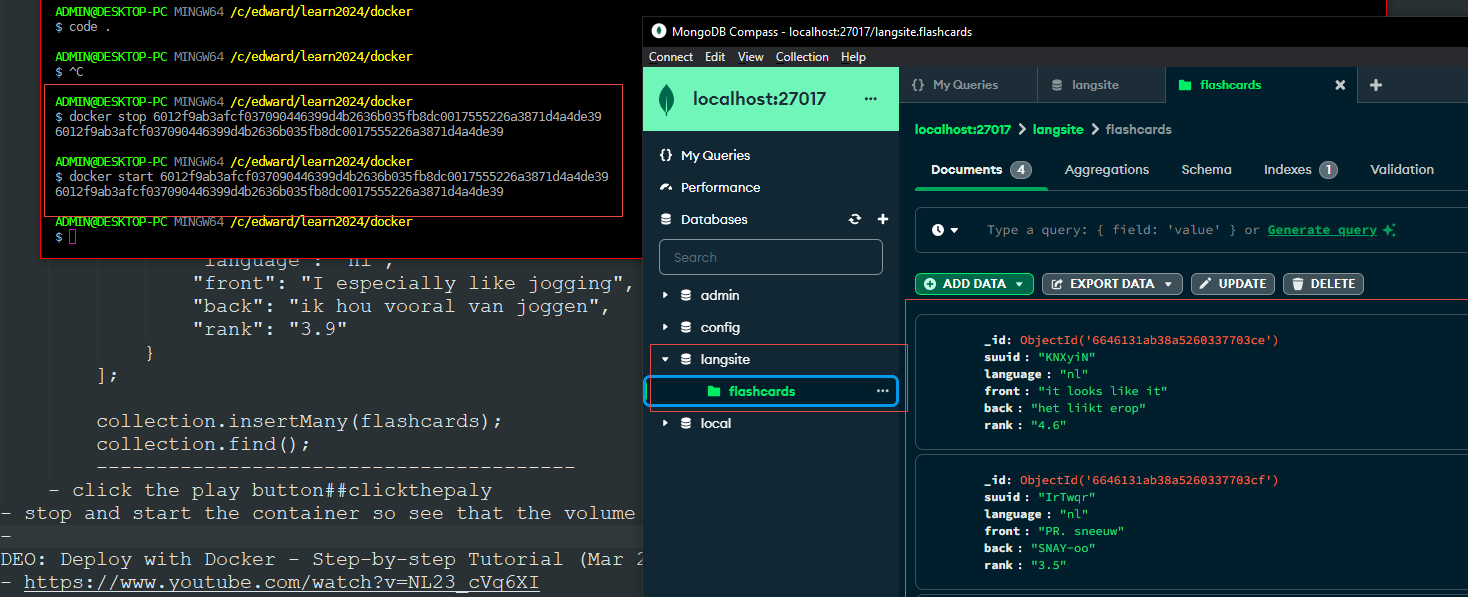 ADMIN@DESKTOP-PC MINGW64 /c/edward/learn2024/docker
$ code .
ADMIN@DESKTOP-PC MINGW64 /c/edward/learn2024/docker
$ ^C
ADMIN@DESKTOP-PC MINGW64 /c/edward/learn2024/docker
$ docker stop 6012f9ab3afcf037090446399d4b2636b035fb8dc0017555226a3871d4a4de39
6012f9ab3afcf037090446399d4b2636b035fb8dc0017555226a3871d4a4de39
ADMIN@DESKTOP-PC MINGW64 /c/edward/learn2024/docker
$ docker start 6012f9ab3afcf037090446399d4b2636b035fb8dc0017555226a3871d4a4de39
6012f9ab3afcf037090446399d4b2636b035fb8dc0017555226a3871d4a4de39
ADMIN@DESKTOP-PC MINGW64 /c/edward/learn2024/docker
$
"language": "nl",
"front": "I especially like jogging",
"back": "ik hou vooral van joggen",
"rank": "3.9"
}
];
collection.insertMany(flashcards);
collection.find();
----------------------------------------
- click the play button##clickthepaly
- stop and start the container so see that the volume
-
DEO: Deploy with Docker - Step-by-step Tutorial (Mar 2
- https://www.youtube.com/watch?v=NL23_cVq6XI
MongoDB Compass - localhost:27017/langsite.flashcards
Connect Edit View Collection Help
localhost:27017 ...
{} My Queries
Performance
Databases
Search
admin
config
langsite
flashcards ...
local
{} My Queries langsite flashcards
localhost:27017 > langsite > flashcards
Documents 4 Aggregations Schema Indexes 1 Validation
Type a query: { field: 'value' } or Generate query
ADD DATA EXPORT DATA UPDATE DELETE
_id: ObjectId('6646131ab38a5260337703ce')
suuid : "KNXyiN"
language : "nl"
front : "it looks like it"
back : "het liikt erop"
rank : "4.6"
_id: ObjectId('6646131ab38a5260337703cf')
suuid : "IrTwqr"
language : "nl"
front : "PR. sneeuw"
back : "SNAY-oo"
rank : "3.5"